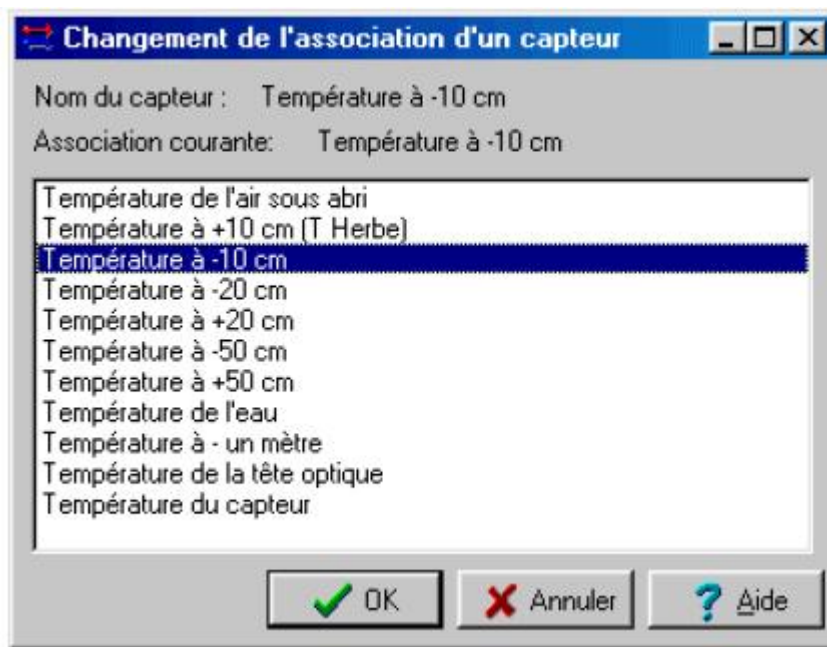 Changement de l'association d'un capteur
Nom du capteur : Température à -10 cm
Association courante: Température à -10 cm
Température de l'air sous abri
Température à +10 cm (T Herbe)
Température à -10 cm
Température à -20 cm
Température à +20 cm
Température à -50 cm
Température à +50 cm
Température de l'eau
Température à - un mètre
Température de la tête optique
Température du capteur
OK Annuler ? Aide